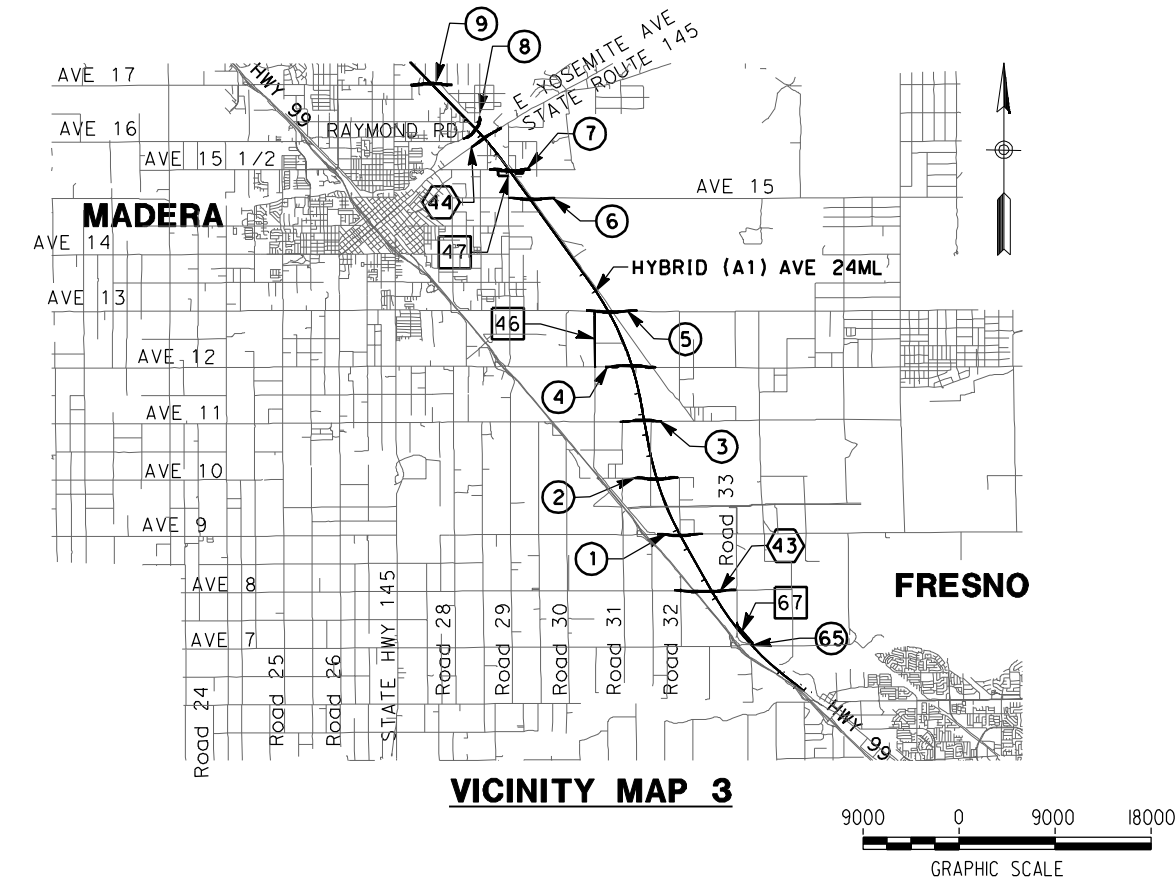 9
8
E YOSEMITE AVE
STATE ROUTE 145
AVE 17
HWY 99
AVE 16
RAYMOND RD
7
AVE 15 1/2
AVE 15
44
MADERA
6
AVE 14
47
HYBRID (A1) AVE 24ML
AVE 13
46
5
AVE 12
4
AVE 11
3
AVE 10
2
Road 33
AVE 9
43
1
AVE 8
FRESNO
67
AVE 7
65
Road 24
Road 25
Road 26
STATE HWY 145
Road 28
Road 29
Road 30
Road 31
Road 32
HWY 99
VICINITY MAP 3
9000 0 9000 18000
GRAPHIC SCALE